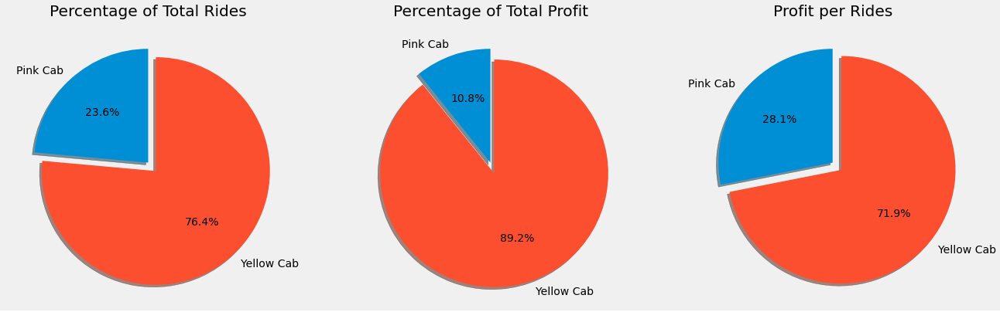 Percentage of Total Rides
Pink Cab
23.6%
76.4%
Yellow Cab
Percentage of Total Profit
Pink Cab
10.8%
89.2%
Yellow Cab
Profit per Rides
Pink Cab
28.1%
71.9%
Yellow Cab